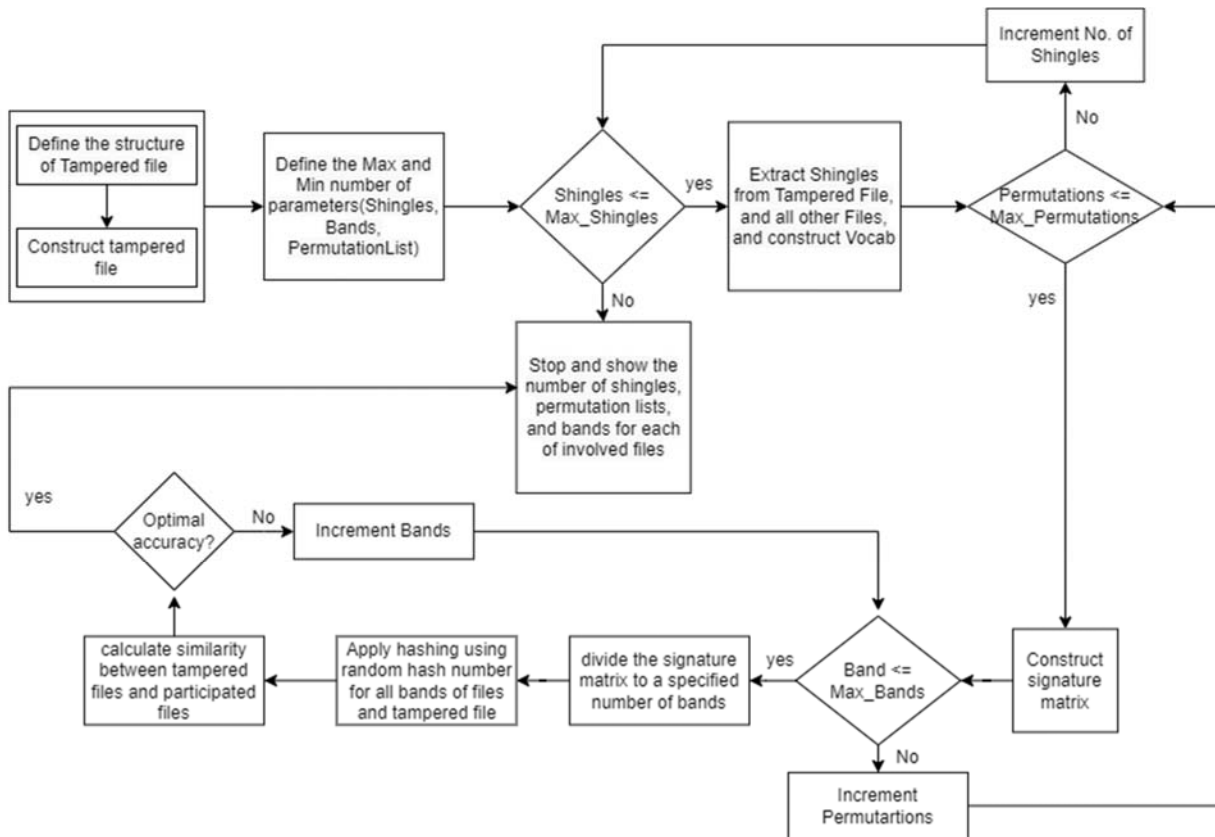 Increment No. of
Shingles
No
Define the structure
of Tampered file
Construct tampered
file
Define the Max and
Min number of
parameters(Shingles,
Bands,
PermutationList)
Shingles <=
Max_Shingles
yes
No
Extract Shingles
from Tampered File,
and all other Files,
and construct Vocab
Permutations <=
Max_Permutations
yes
Stop and show the
number of shingles,
permutation lists,
and bands for each
of involved files
yes
Optimal
accuracy?
No
Increment Bands
calculate similarity
between tampered
files and participated
files
Apply hashing using
random hash number
for all bands of files
and tampered file
divide the signature
matrix to a specified
number of bands
yes
Band <=
Max_Bands
Construct
signature
matrix
No
Increment
Permutartions